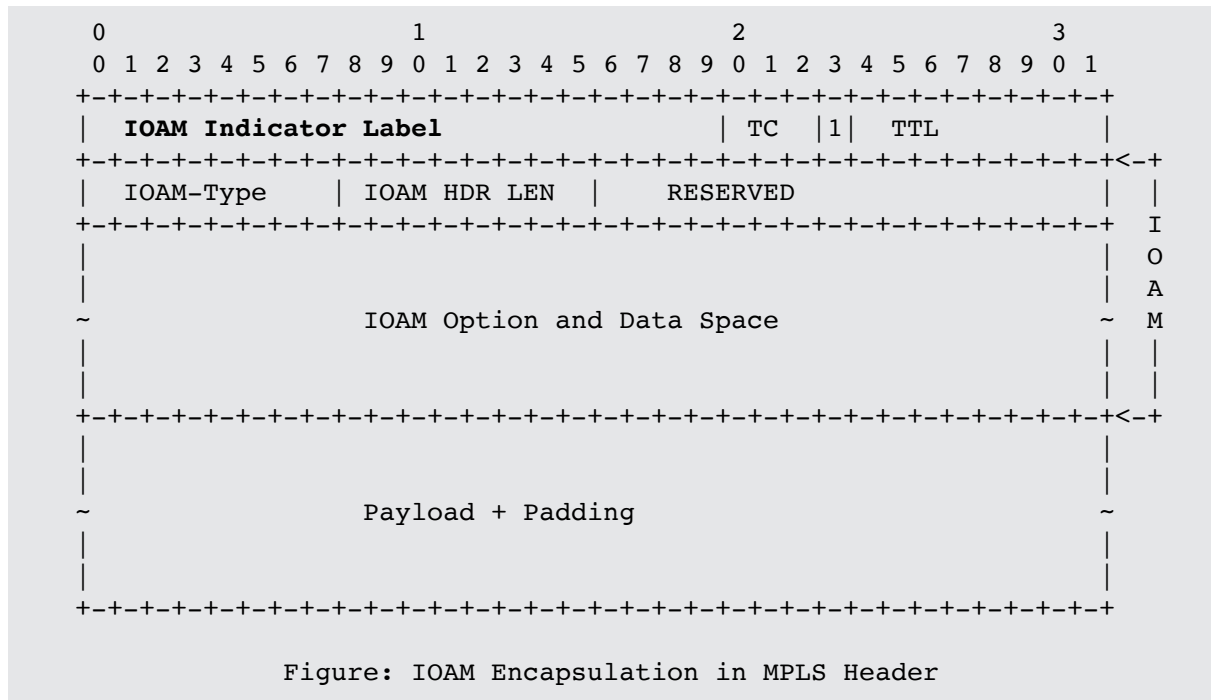 0                   1                   2                   3
0 1 2 3 4 5 6 7 8 9 0 1 2 3 4 5 6 7 8 9 0 1 2 3 4 5 6 7 8 9 0 1
+-+-+-+-+-+-+-+-+-+-+-+-+-+-+-+-+-+-+-+-+-+-+-+-+-+-+-+-+-+-+-+-+
|  IOAM Indicator Label                 | TC  |1|  TTL          |
+-+-+-+-+-+-+-+-+-+-+-+-+-+-+-+-+-+-+-+-+-+-+-+-+-+-+-+-+-+-+-+-+<-+
|  IOAM-Type    | IOAM HDR LEN  |    RESERVED                   |  |
+-+-+-+-+-+-+-+-+-+-+-+-+-+-+-+-+-+-+-+-+-+-+-+-+-+-+-+-+-+-+-+-+  I
|                                                               |  O
|                                                               |  A
~                 IOAM Option and Data Space                    ~  M
|                                                               |  |
|                                                               |  |
+-+-+-+-+-+-+-+-+-+-+-+-+-+-+-+-+-+-+-+-+-+-+-+-+-+-+-+-+-+-+-+-+<-+
|                                                               |
|                                                               |
~                 Payload + Padding                             ~
|                                                               |
|                                                               |
+-+-+-+-+-+-+-+-+-+-+-+-+-+-+-+-+-+-+-+-+-+-+-+-+-+-+-+-+-+-+-+-+
Figure: IOAM Encapsulation in MPLS Header